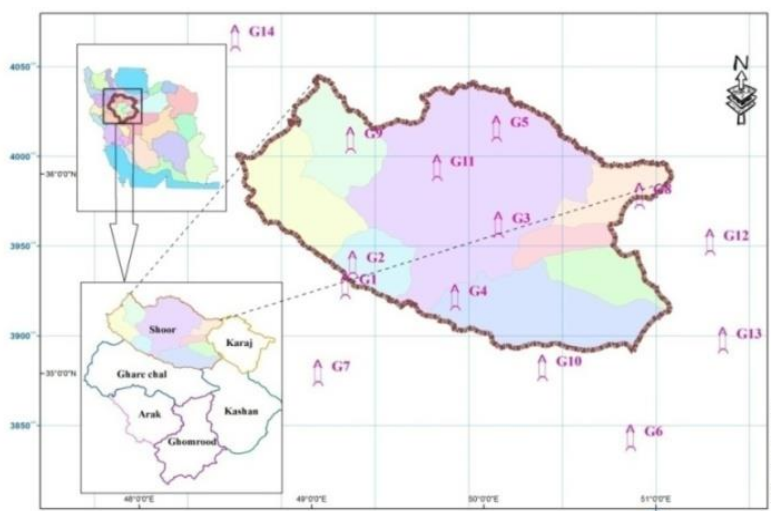 G14
N
4050
G5
G9
4000
G11
36°0'0"N
G8
G3
G12
3950
G2
G1
G4
Shoor
3900
Karaj
G13
G10
Gharc chal
G7
35°0'0"N
Arak
Kashan
G6
3850
Ghomrood
48°0'0"E
49°0'0"E
50°0'0"E
51°0'0"E